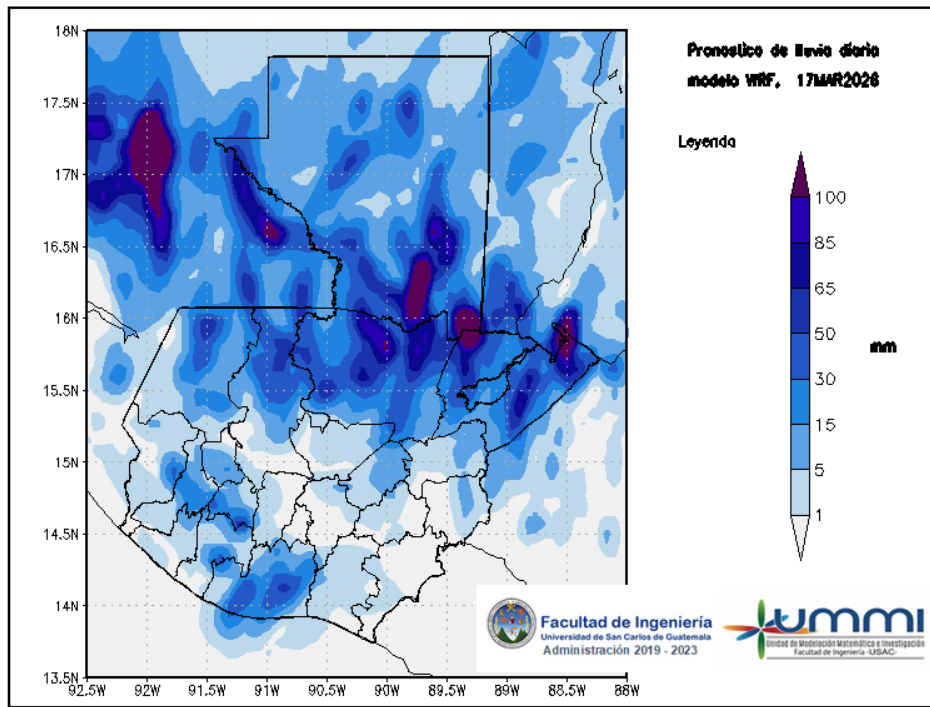 18N
17.5N
17N
16.5N
16N
15.5N
15N
14.5N
14N
13.5N
92.5W 92W 91.5W 91W 90.5W 90W 89.5W 89W 88.5W 88W
Pronostico de lluvia diaria
modelo WRF, 17MAR2026
Leyenda
100
85
65
50
30
15
5
1
mm
Facultad de Ingeniería
Universidad de San Carlos de Guatemala
Administración 2019 - 2023
UMMI
Unidad de Modelación Matemática e Investigación
Facultad de Ingeniería -USAC-